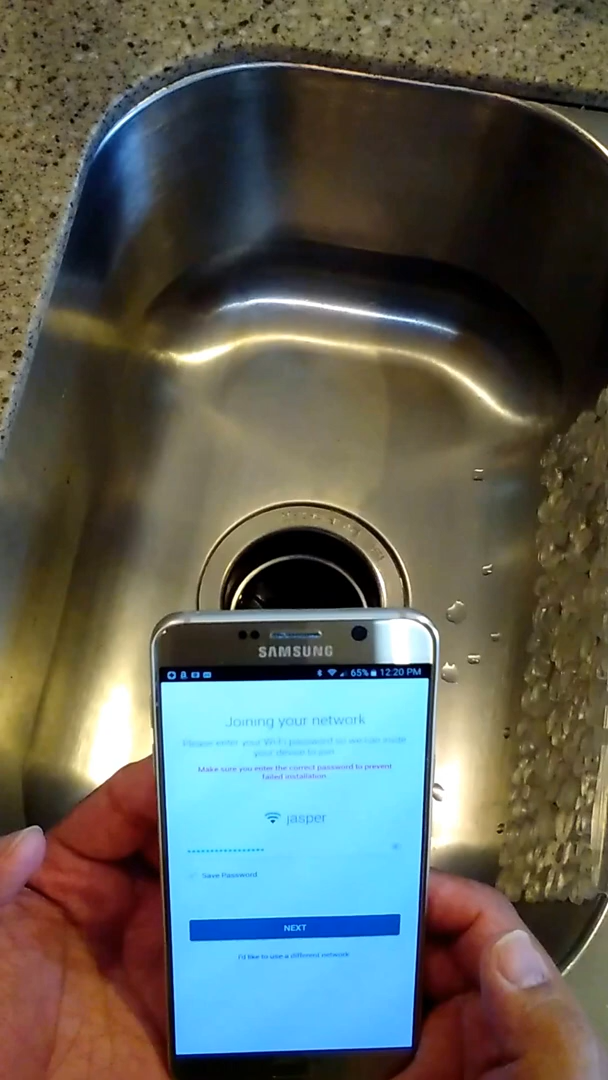 SAMSUNG
65% 12:20 PM
Joining your network
Please enter your Wi-Fi password so we can invite
your device to join.
Make sure you enter the correct password to prevent
failed installation.
jasper
Save Password
NEXT
I'd like to use a different network